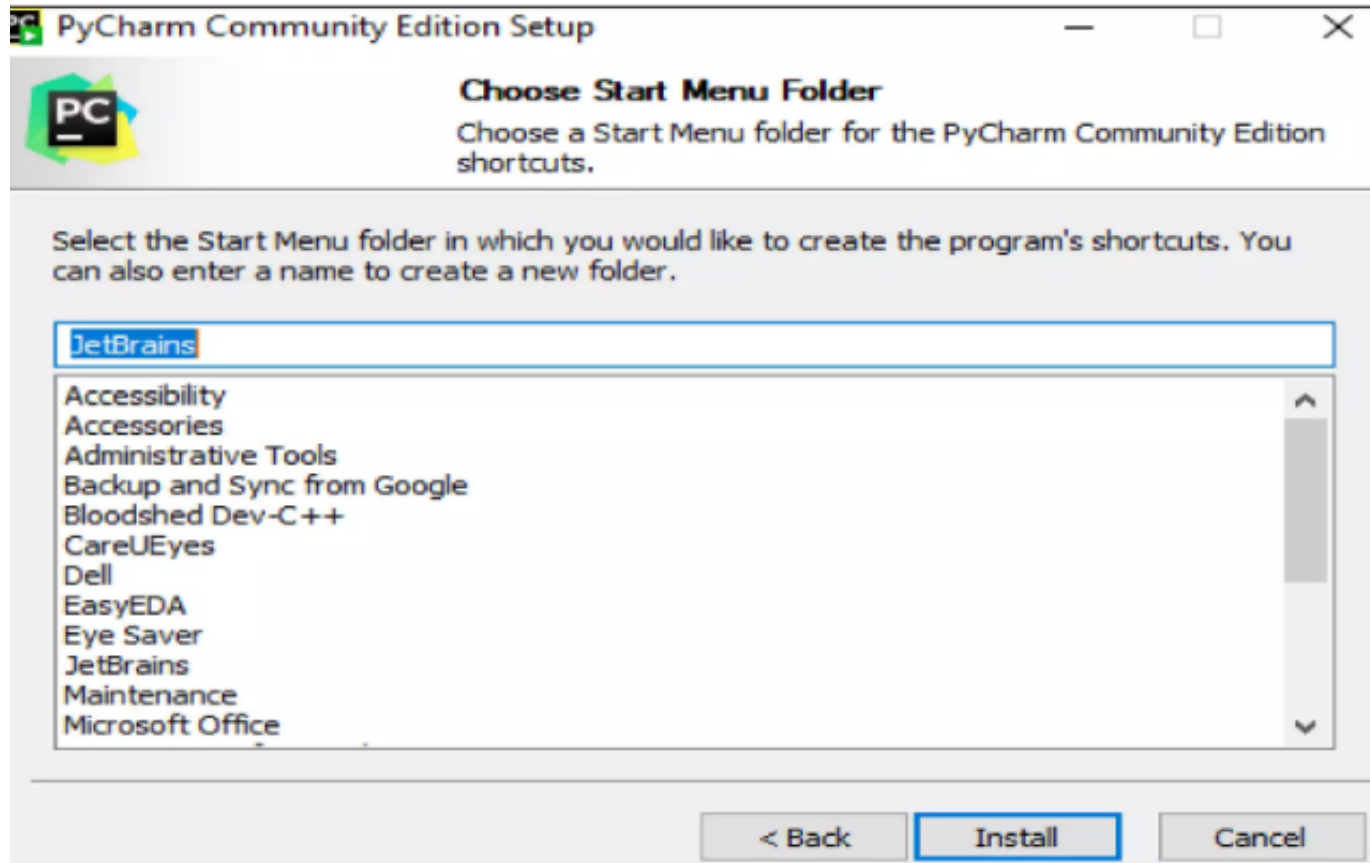 PyCharm Community Edition Setup
PC
Choose Start Menu Folder
Choose a Start Menu folder for the PyCharm Community Edition
shortcuts.
Select the Start Menu folder in which you would like to create the program's shortcuts. You
can also enter a name to create a new folder.
JetBrains
Accessibility
Accessories
Administrative Tools
Backup and Sync from Google
Bloodshed Dev-C++
CareUEyes
Dell
EasyEDA
Eye Saver
JetBrains
Maintenance
Microsoft Office
< Back Install Cancel